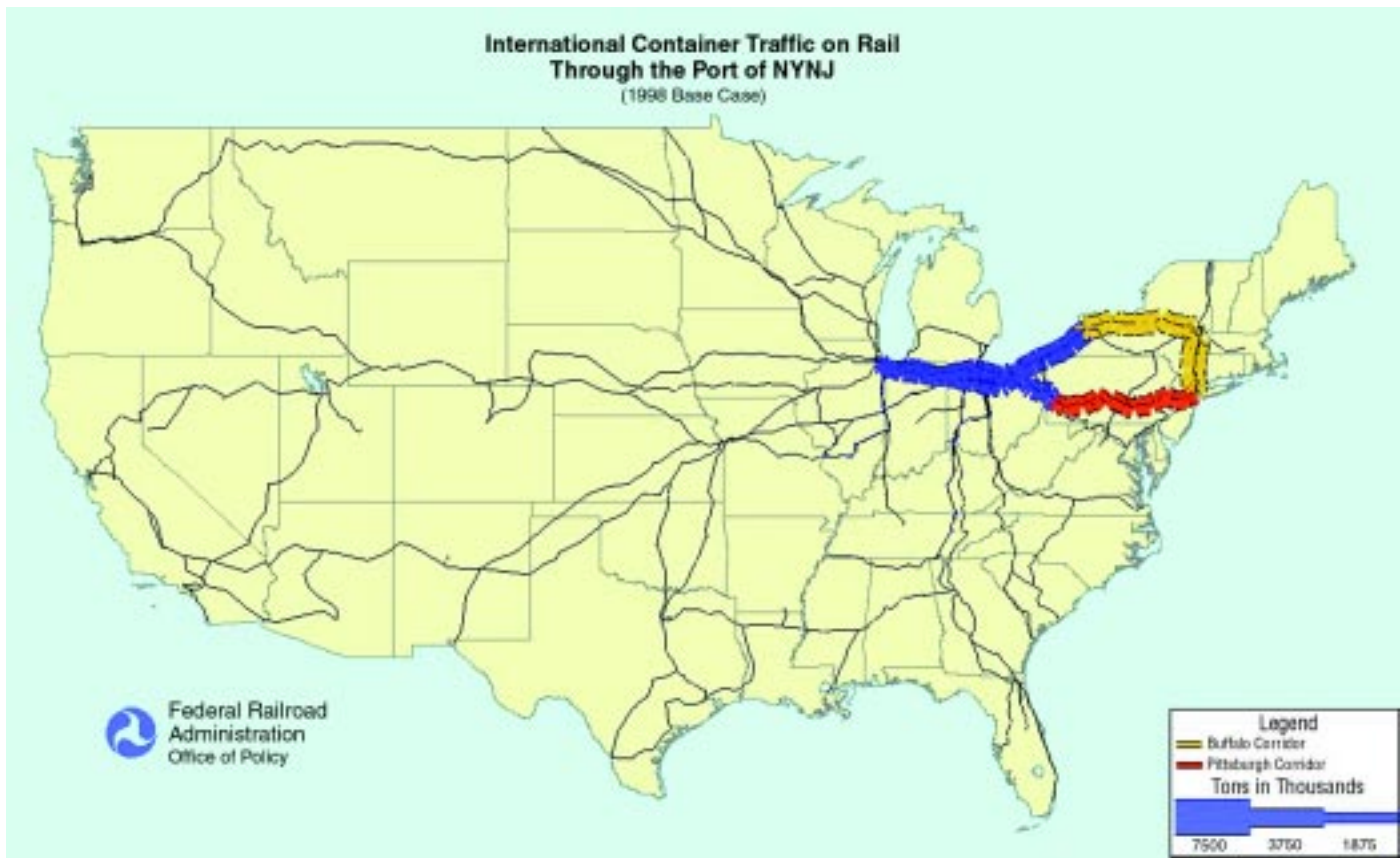 International Container Traffic on Rail
Through the Port of NYNJ
(1998 Base Case)
Federal Railroad
Administration
Office of Policy
Legend
Buffalo Corridor
Pittsburgh Corridor
Tons in Thousands
7500 3750 1875